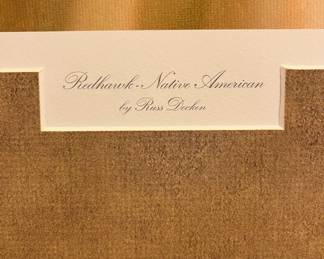 Redhawk - Native American
by Russ Docken